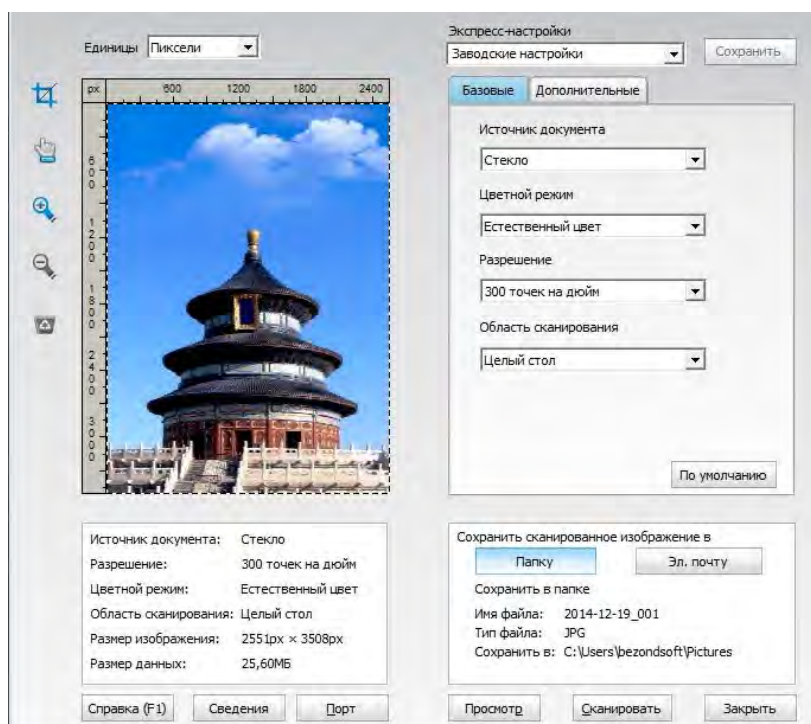 Единицы Пиксели
Экспресс-настройки
Заводские настройки
Сохранить
px 600 1200 1800 2400
600
1200
1800
2400
3000
Базовые Дополнительные
Источник документа
Стекло
Цветной режим
Естественный цвет
Разрешение
300 точек на дюйм
Область сканирования
Целый стол
По умолчанию
Источник документа: Стекло
Разрешение: 300 точек на дюйм
Цветной режим: Естественный цвет
Область сканирования: Целый стол
Размер изображения: 2551px × 3508px
Размер данных: 25,60МБ
Сохранить сканированное изображение в
Папку Эл. почту
Сохранить в папке
Имя файла: 2014-12-19_001
Тип файла: JPG
Сохранить в: C:\Users\bezondsoft\Pictures
Справка (F1) Сведения Порт
Просмотр Сканировать Закрыть